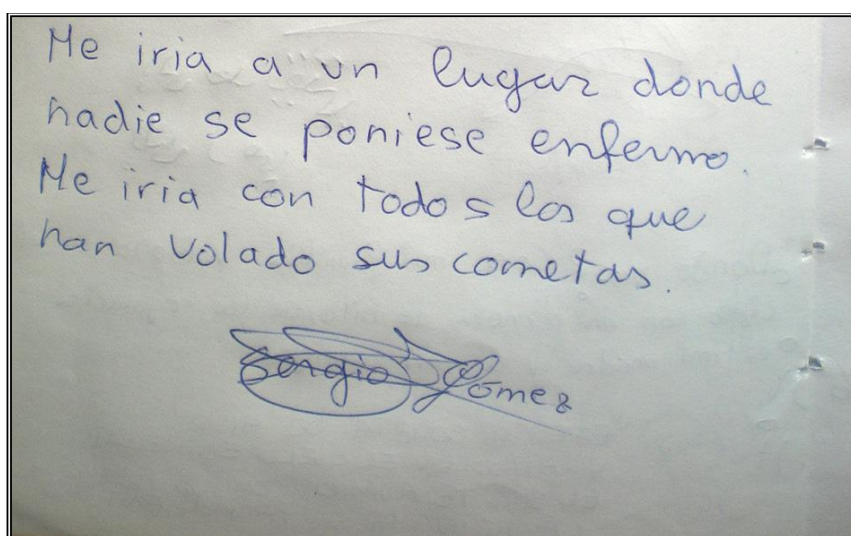 Me iria a un lugar donde
nadie se poniese enfermo.
Me iria con todos los que
han volado sus cometas.
Sergio Gómez